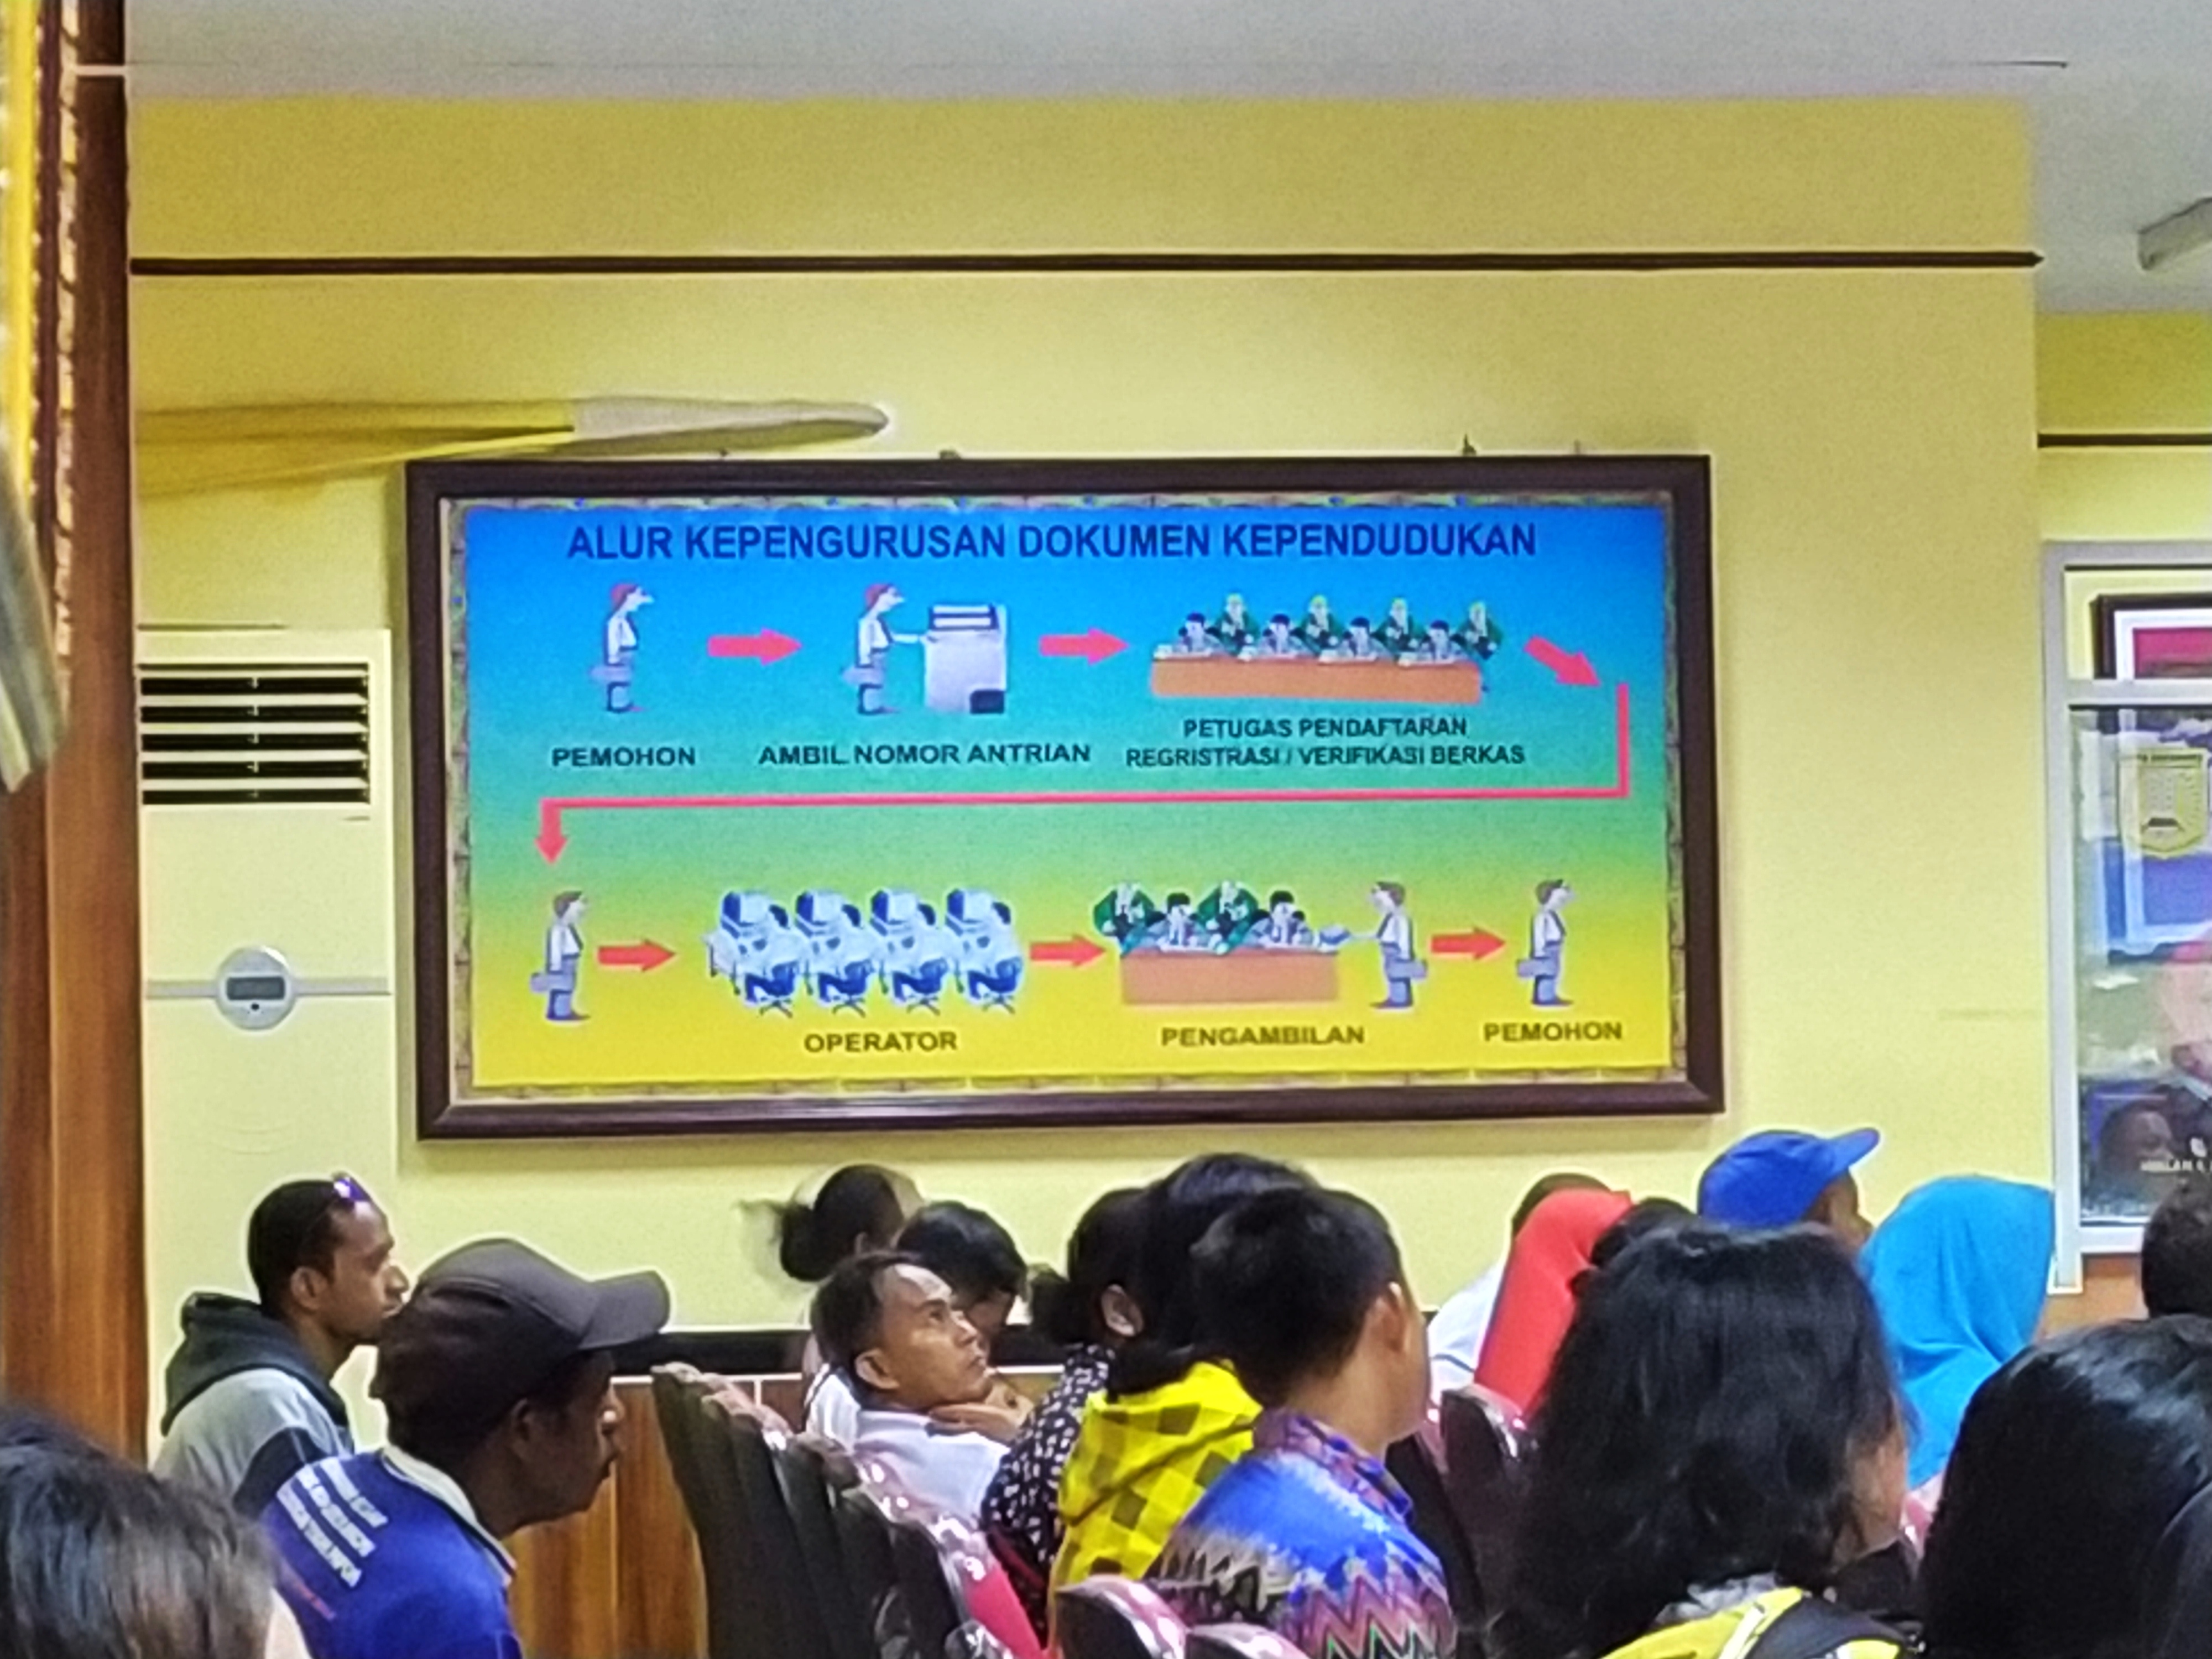 ALUR KEPENGURUSAN DOKUMEN KEPENDUDUKAN
PEMOHON
AMBIL NOMOR ANTRIAN
PETUGAS PENDAFTARAN
REGRISTRASI / VERIFIKASI BERKAS
OPERATOR
PENGAMBILAN
PEMOHON